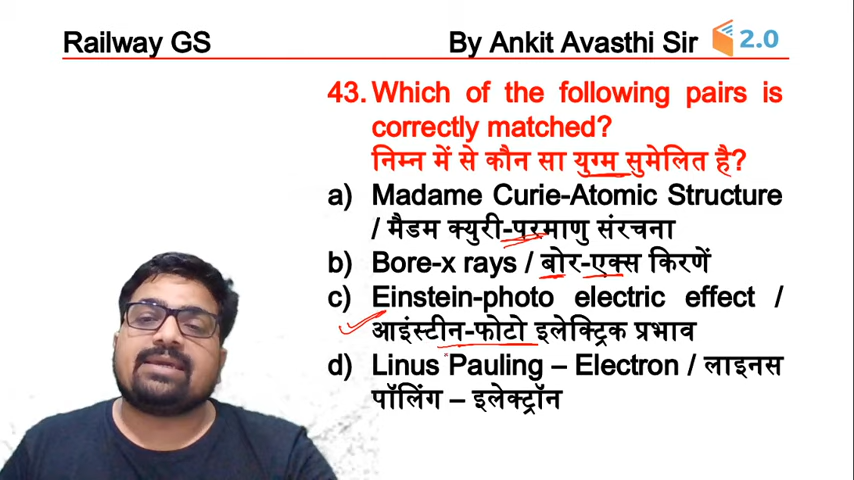 Railway GS
By Ankit Avasthi Sir
2.0
43. Which of the following pairs is
correctly matched?
निम्न में से कौन सा युग्म सुमेलित है?
a) Madame Curie-Atomic Structure
/ मैडम क्युरी-परमाणु संरचना
b) Bore-x rays / बोर-एक्स किरणें
c) Einstein-photo electric effect /
आइंस्टीन-फोटो इलेक्ट्रिक प्रभाव
d) Linus Pauling – Electron / लाइनस
पॉलिंग – इलेक्ट्रॉन